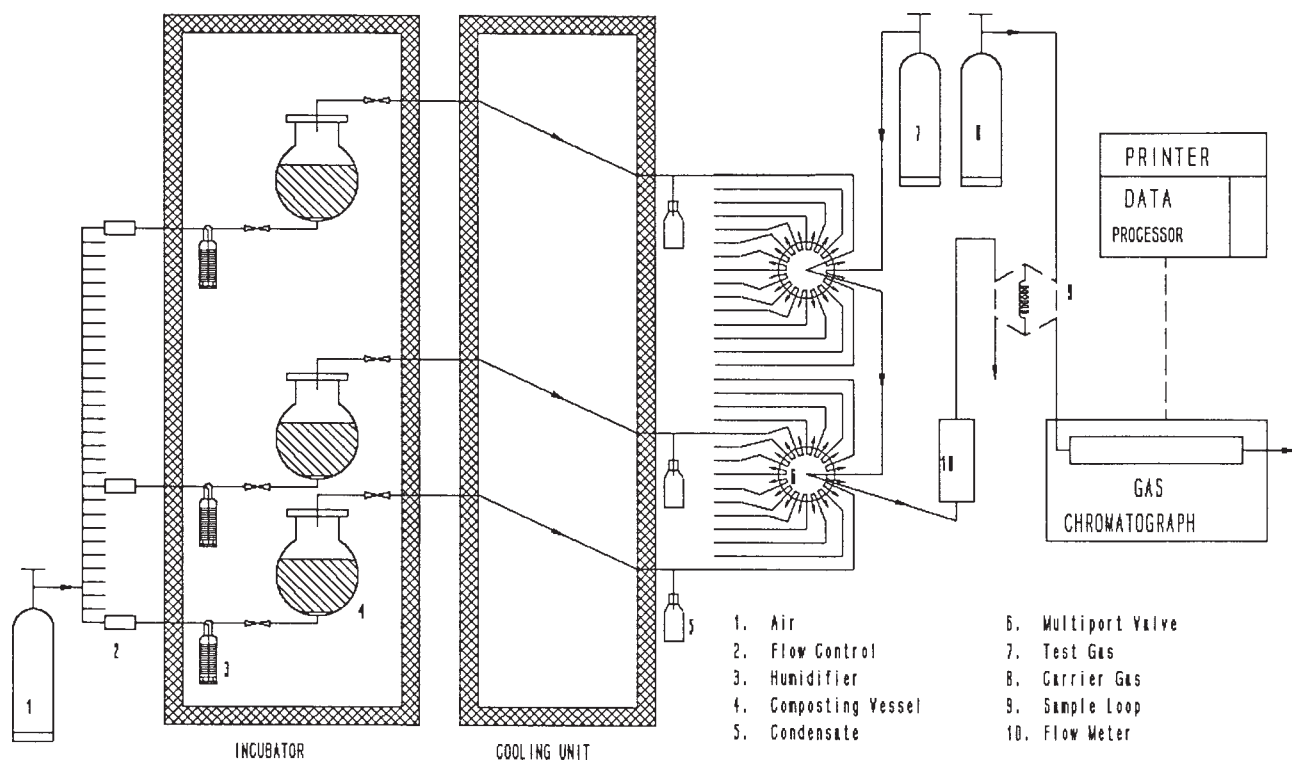 7
8
PRINTER
DATA
PROCESSOR
9
10
6
GAS
CHROMATOGRAPH
4
2
3
5
1
1. Air
2. Flow Control
3. Humidifier
4. Composting Vessel
5. Condensate
6. Multiport Valve
7. Test Gas
8. Carrier Gas
9. Sample Loop
10. Flow Meter
INCUBATOR
COOLING UNIT